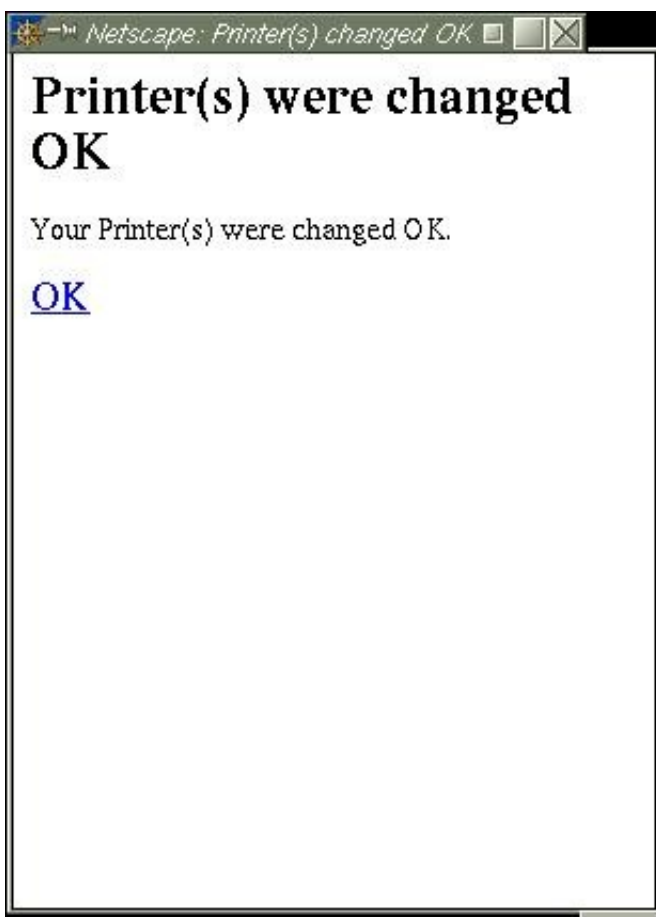 Netscape: Printer(s) changed OK
Printer(s) were changed
OK
Your Printer(s) were changed OK.
OK